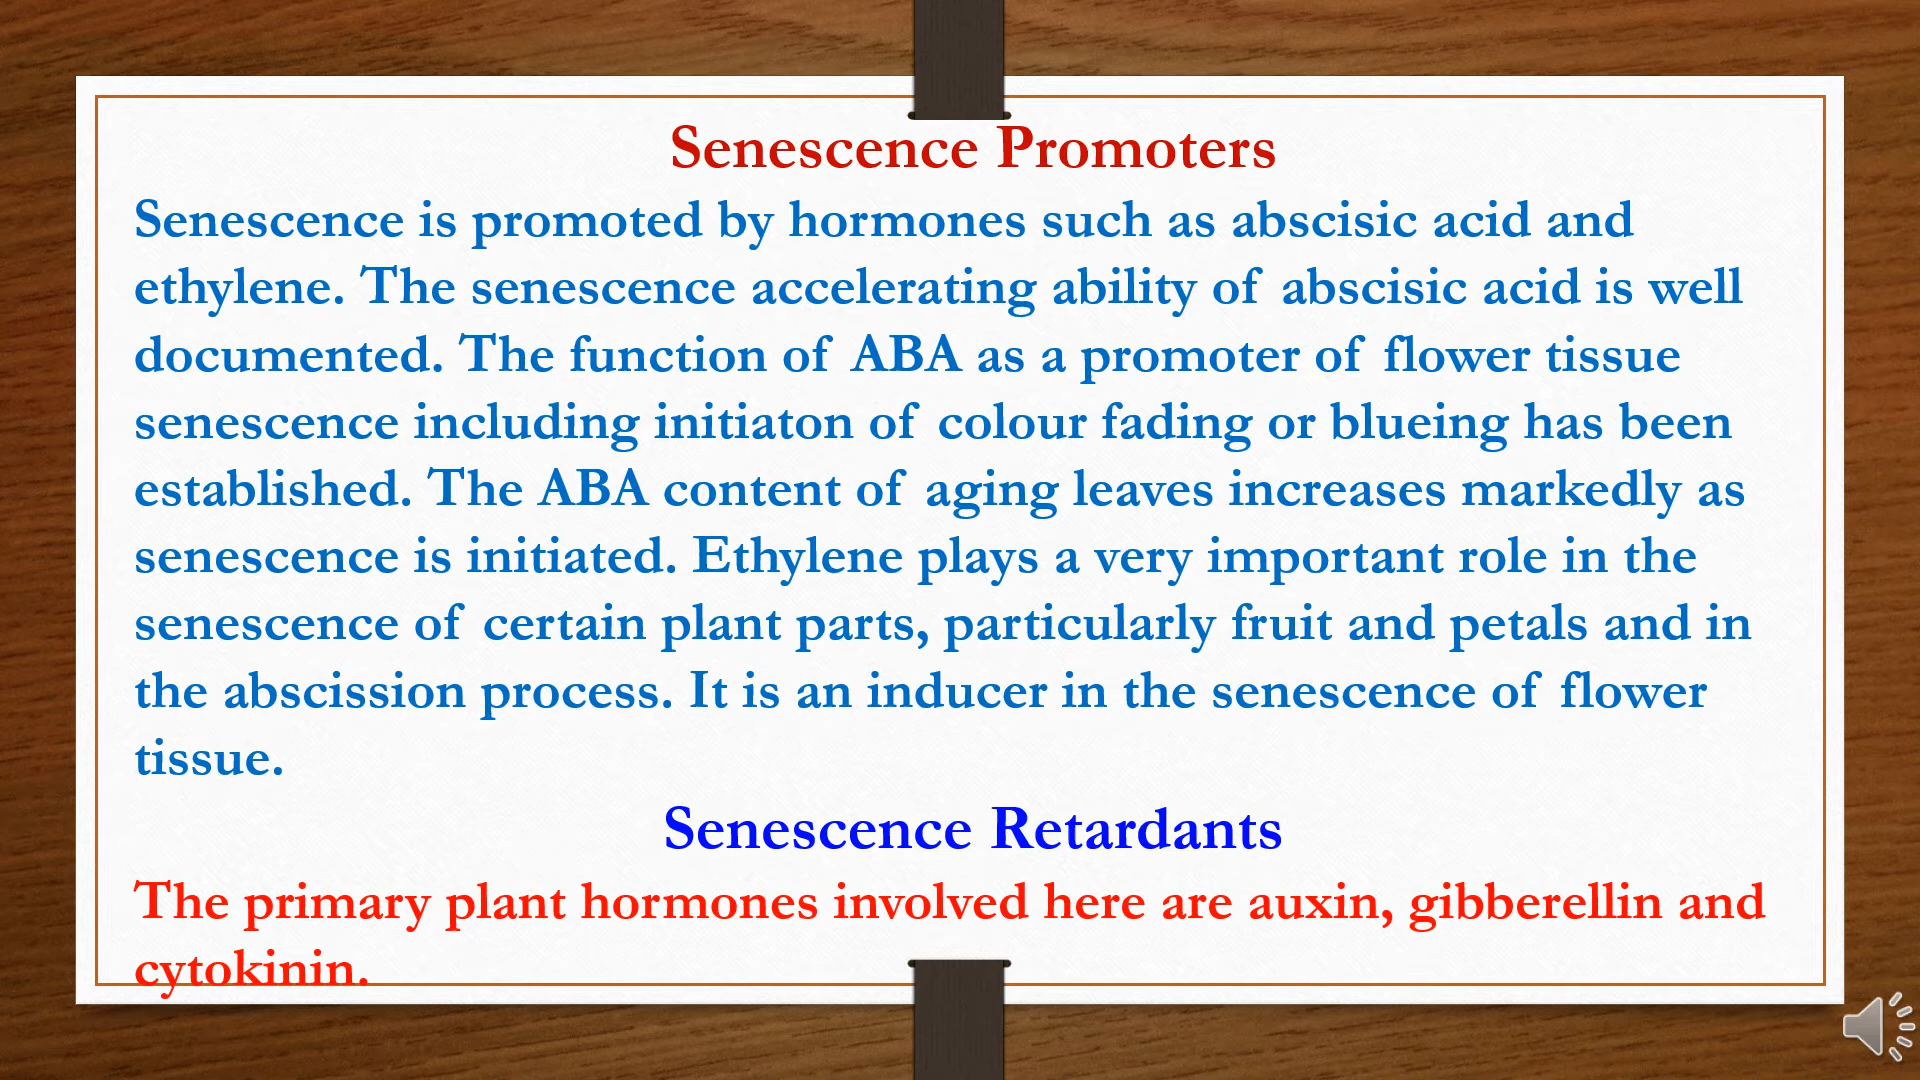 Senescence Promoters
Senescence is promoted by hormones such as abscisic acid and
ethylene. The senescence accelerating ability of abscisic acid is well
documented. The function of ABA as a promoter of flower tissue
senescence including initiaton of colour fading or blueing has been
established. The ABA content of aging leaves increases markedly as
senescence is initiated. Ethylene plays a very important role in the
senescence of certain plant parts, particularly fruit and petals and in
the abscission process. It is an inducer in the senescence of flower
tissue.
Senescence Retardants
The primary plant hormones involved here are auxin, gibberellin and
cytokinin.